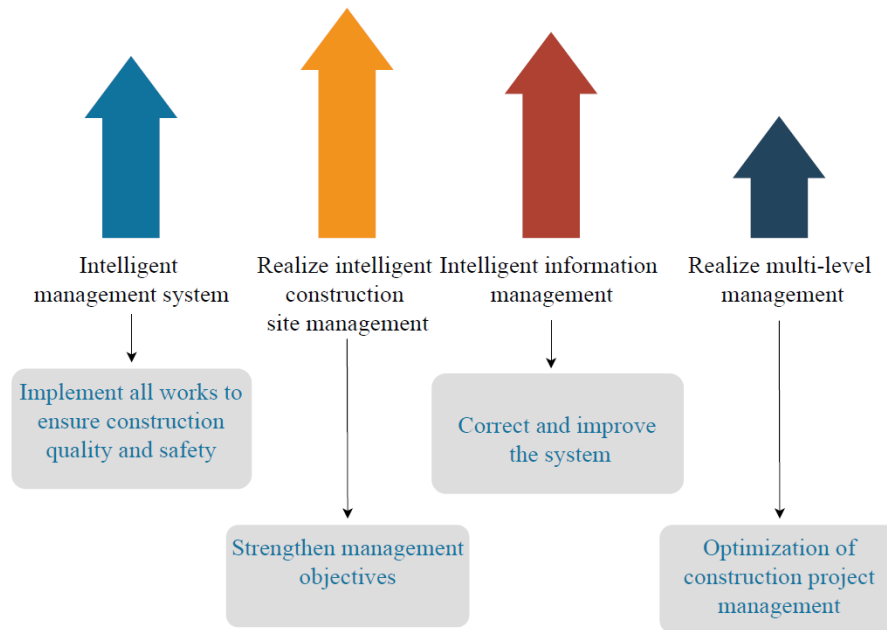 Intelligent
management system
Realize intelligent
construction
site management
Intelligent information
management
Realize multi-level
management
Implement all works to
ensure construction
quality and safety
Correct and improve
the system
Strengthen management
objectives
Optimization of
construction project
management